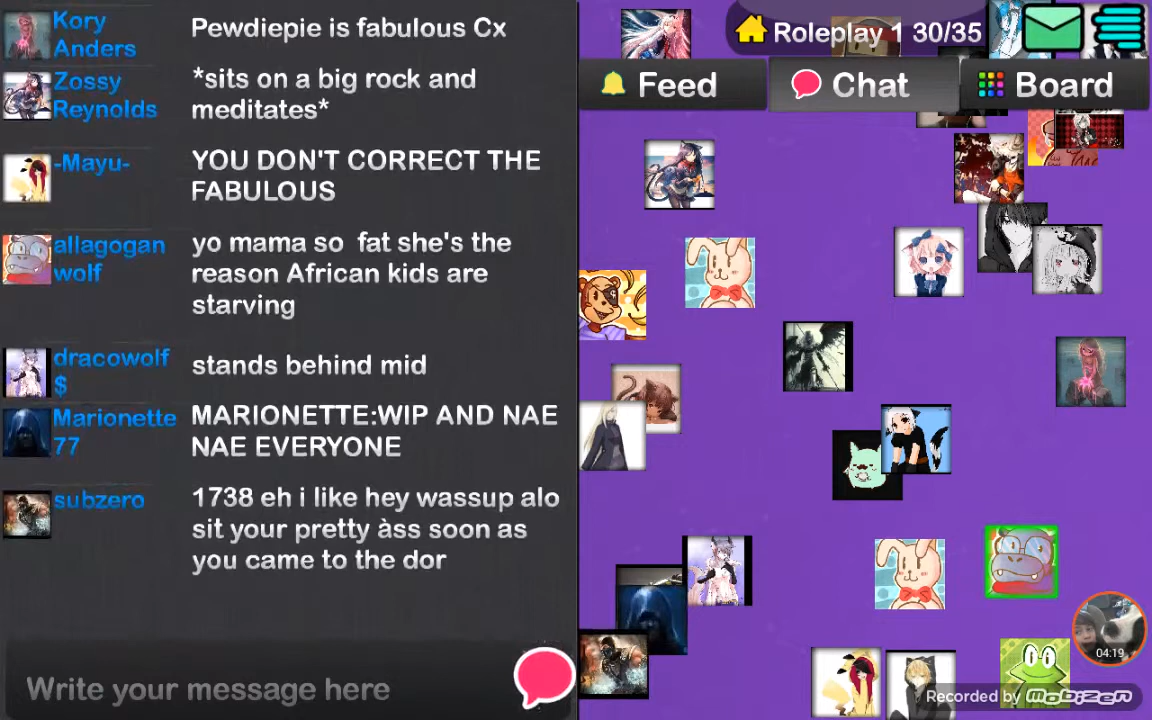 Kory Anders
Pewdiepie is fabulous Cx
Zossy Reynolds
*sits on a big rock and
meditates*
-Mayu-
YOU DON'T CORRECT THE
FABULOUS
allagogan wolf
yo mama so  fat she's the
reason African kids are
starving
dracowolf $
stands behind mid
Marionette 77
MARIONETTE:WIP AND NAE
NAE EVERYONE
subzero
1738 eh i like hey wassup alo
sit your pretty àss soon as
you came to the dor
Write your message here
Roleplay 1 30/35
Feed
Chat
Board
04:19
Recorded by Mobizen